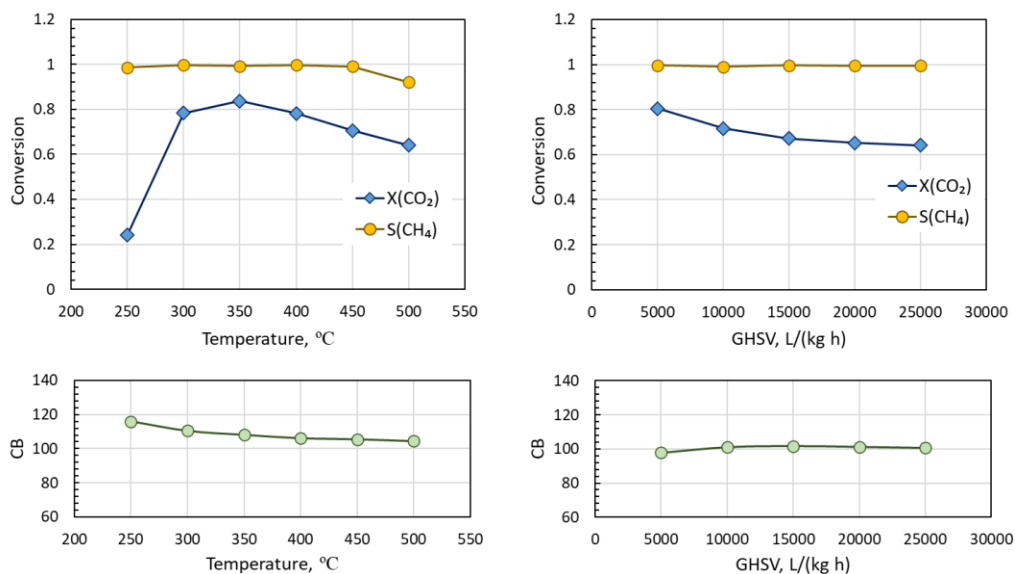 1.2
1
0.8
0.6
0.4
0.2
0
Conversion
X(CO₂)
S(CH₄)
200 250 300 350 400 450 500 550
Temperature, ºC
1.2
1
0.8
0.6
0.4
0.2
0
Conversion
X(CO₂)
S(CH₄)
0 5000 10000 15000 20000 25000 30000
GHSV, L/(kg h)
140
120
100
80
60
CB
200 250 300 350 400 450 500 550
Temperature, ºC
140
120
100
80
60
CB
0 5000 10000 15000 20000 25000 30000
GHSV, L/(kg h)